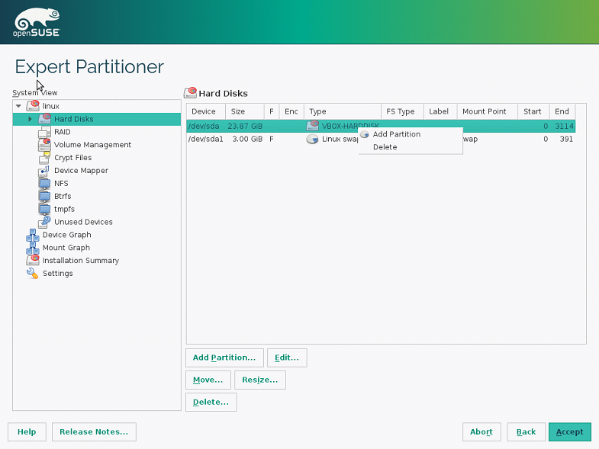 openSUSE
Expert Partitioner
System View
Hard Disks
linux
Hard Disks
RAID
Volume Management
Crypt Files
Device Mapper
NFS
Btrfs
tmpfs
Unused Devices
Device Graph
Mount Graph
Installation Summary
Settings
Device Size F Enc Type FS Type Label Mount Point Start End
/dev/sda 23.87 GiB VBOX-HARDDISK 0 3114
/dev/sda1 3.00 GiB F Linux swap wap 0 391
Add Partition
Delete
Add Partition... Edit...
Move... Resize...
Delete...
Help Release Notes... Abort Back Accept